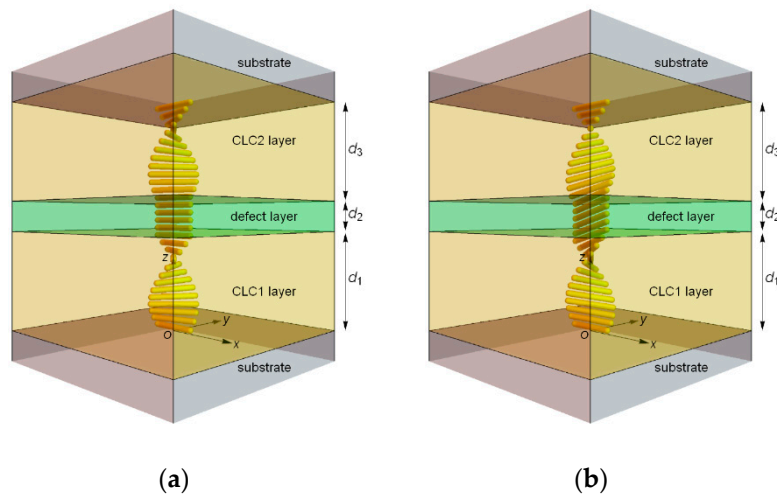 substrate
CLC2 layer
d3
defect layer
d2
z
CLC1 layer
d1
y
O
x
substrate
(a)
substrate
CLC2 layer
d3
defect layer
d2
z
CLC1 layer
d1
y
O
x
substrate
(b)